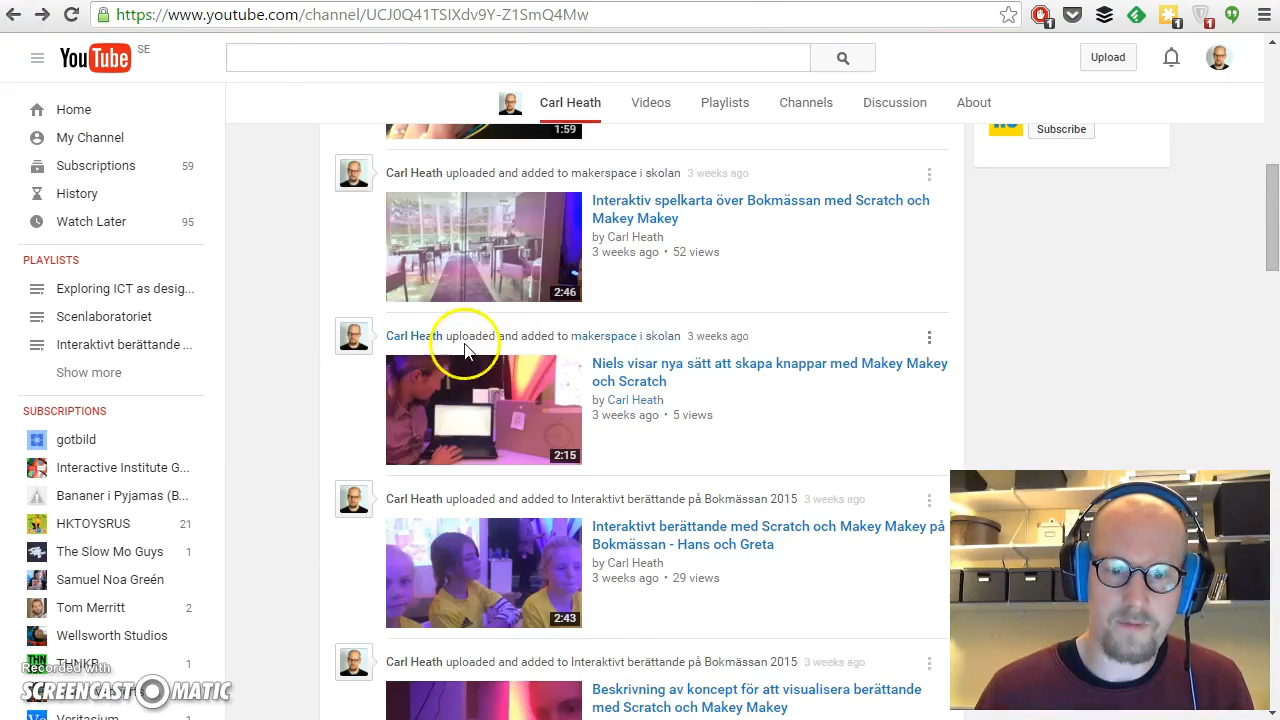 https://www.youtube.com/channel/UCJ0Q41TSIXdv9Y-Z1SmQ4Mw
1
1
1
YouTube SE
Upload
Carl Heath Videos Playlists Channels Discussion About
Home
My Channel
Subscriptions 59
History
Watch Later 95
PLAYLISTS
Exploring ICT as desig...
Scenlaboratoriet
Interaktivt berättande ...
Show more
SUBSCRIPTIONS
gotbild
Interactive Institute G...
Bananer i Pyjamas (B...
HKTOYSRUS 21
The Slow Mo Guys 1
Samuel Noa Greén
Tom Merritt 2
Wellsworth Studios
THNKR 1
Veritasium 1
Recorded with
SCREENCAST-O-MATIC
1:59
Subscribe
Carl Heath uploaded and added to makerspace i skolan 3 weeks ago
Interaktiv spelkarta över Bokmässan med Scratch och
Makey Makey
by Carl Heath
3 weeks ago • 52 views
2:46
Carl Heath uploaded and added to makerspace i skolan 3 weeks ago
Niels visar nya sätt att skapa knappar med Makey Makey
och Scratch
by Carl Heath
3 weeks ago • 5 views
2:15
Carl Heath uploaded and added to Interaktivt berättande på Bokmässan 2015 3 weeks ago
Interaktivt berättande med Scratch och Makey Makey på
Bokmässan - Hans och Greta
by Carl Heath
3 weeks ago • 29 views
2:43
Carl Heath uploaded and added to Interaktivt berättande på Bokmässan 2015 3 weeks ago
Beskrivning av koncept för att visualisera berättande
med Scratch och Makey Makey